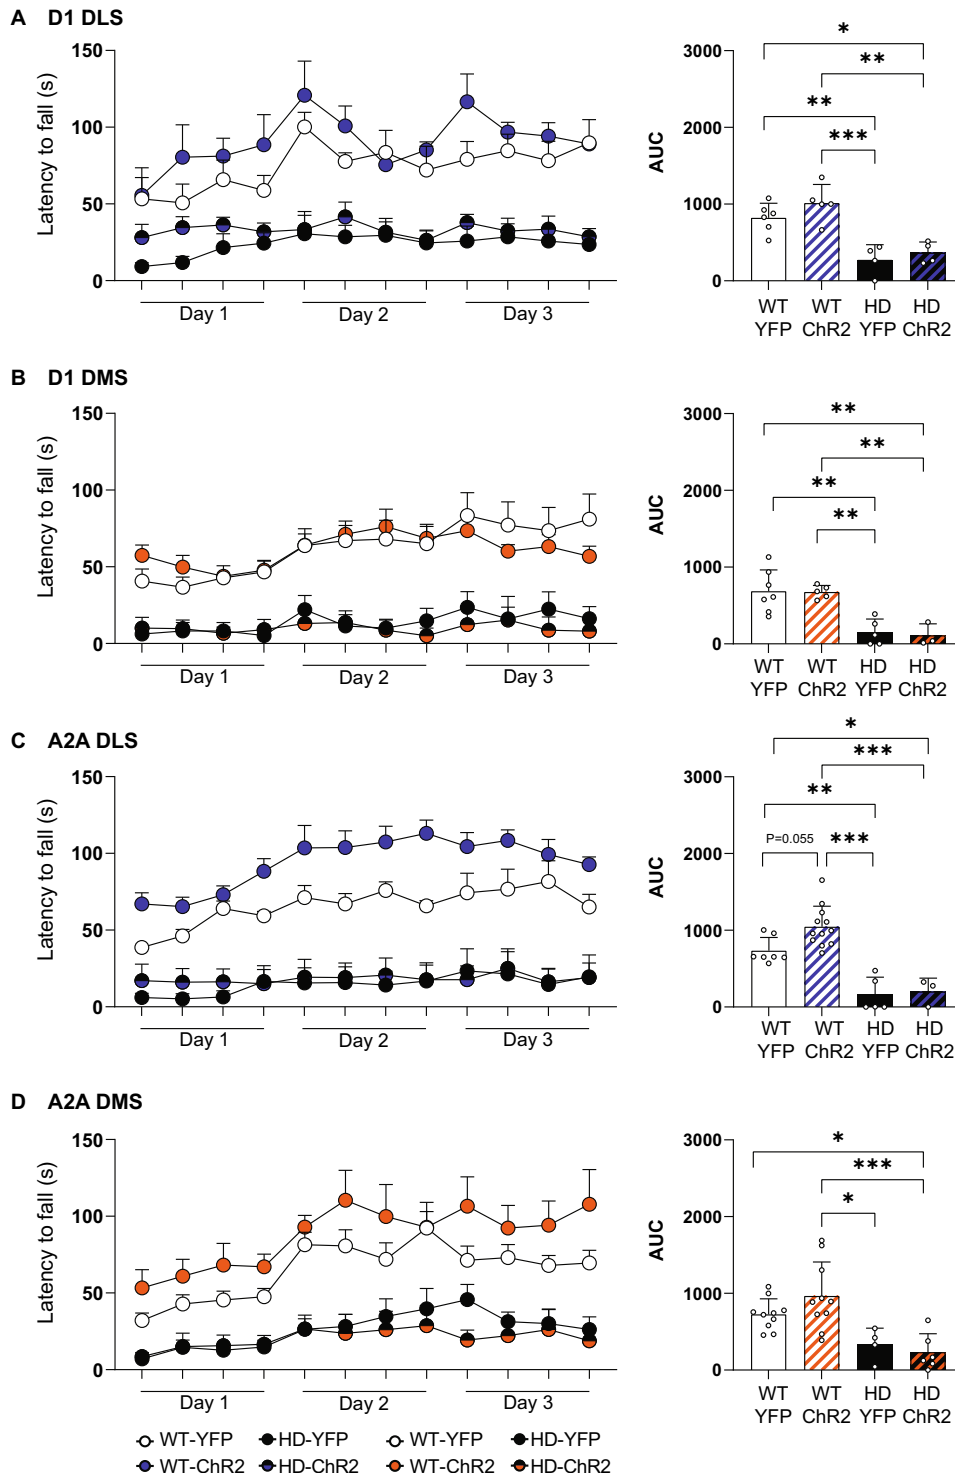 A D1 DLS
Latency to fall (s)
150
100
50
0
Day 1 Day 2 Day 3
AUC
3000
2000
1000
0
*
**
**
***
WT YFP
WT ChR2
HD YFP
HD ChR2
B D1 DMS
Latency to fall (s)
150
100
50
0
Day 1 Day 2 Day 3
AUC
3000
2000
1000
0
**
**
**
**
WT YFP
WT ChR2
HD YFP
HD ChR2
C A2A DLS
Latency to fall (s)
150
100
50
0
Day 1 Day 2 Day 3
AUC
3000
2000
1000
0
*
***
**
P=0.055 ***
WT YFP
WT ChR2
HD YFP
HD ChR2
D A2A DMS
Latency to fall (s)
150
100
50
0
Day 1 Day 2 Day 3
AUC
3000
2000
1000
0
*
***
*
WT YFP
WT ChR2
HD YFP
HD ChR2
WT-YFP HD-YFP WT-YFP HD-YFP
WT-ChR2 HD-ChR2 WT-ChR2 HD-ChR2